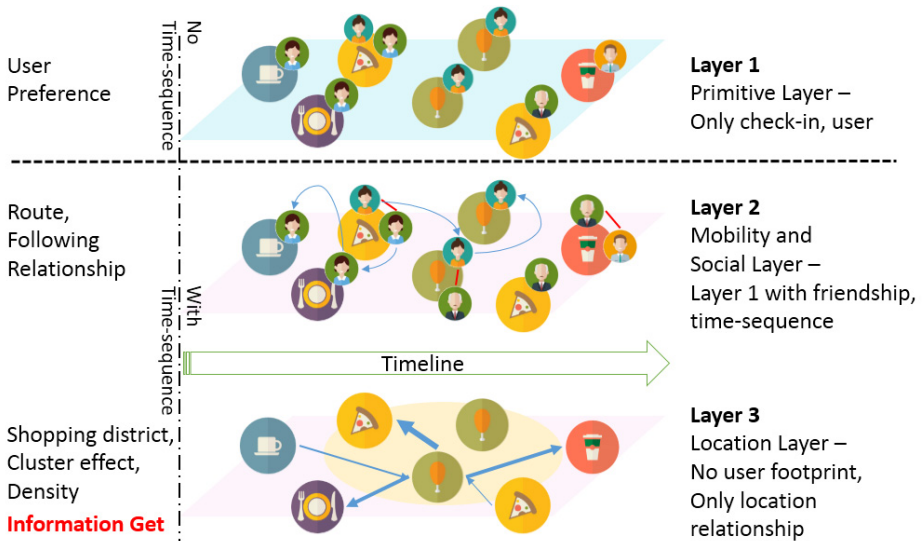 No
Time-sequence
User
Preference
Layer 1
Primitive Layer –
Only check-in, user
Route,
Following
Relationship
With
Time-sequence
Layer 2
Mobility and
Social Layer –
Layer 1 with friendship,
time-sequence
Timeline
Shopping district,
Cluster effect,
Density
Information Get
Layer 3
Location Layer –
No user footprint,
Only location
relationship